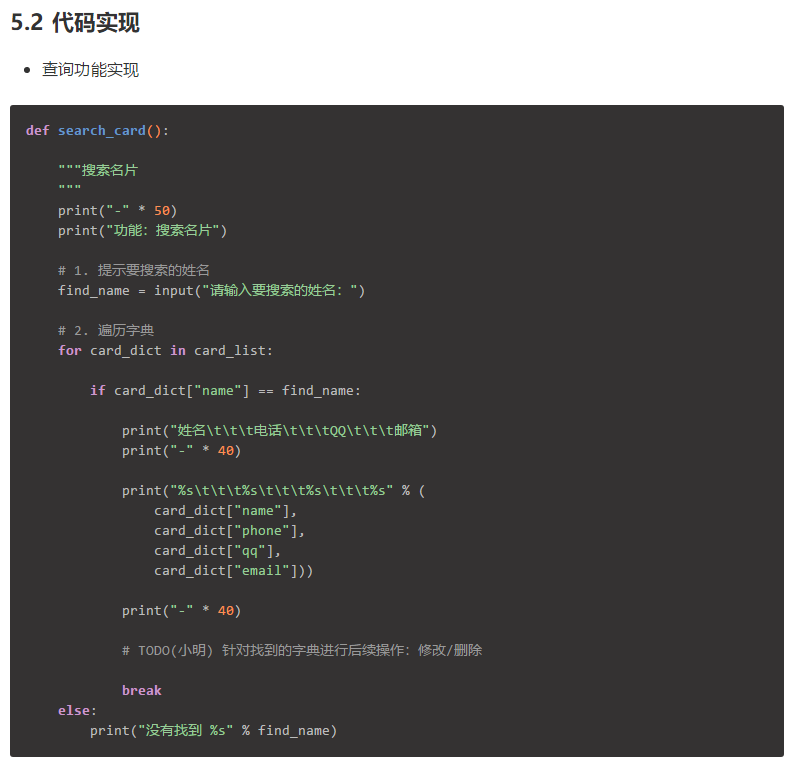 5.2 代码实现
• 查询功能实现
def search_card():
    """搜索名片
    """
    print("-" * 50)
    print("功能：搜索名片")
    # 1. 提示要搜索的姓名
    find_name = input("请输入要搜索的姓名：")
    # 2. 遍历字典
    for card_dict in card_list:
        if card_dict["name"] == find_name:
            print("姓名\t\t\t电话\t\t\tQQ\t\t\t邮箱")
            print("-" * 40)
            print("%s\t\t\t%s\t\t\t%s\t\t\t%s" % (
                card_dict["name"],
                card_dict["phone"],
                card_dict["qq"],
                card_dict["email"]))
            print("-" * 40)
            # TODO(小明) 针对找到的字典进行后续操作：修改/删除
            break
    else:
        print("没有找到 %s" % find_name)